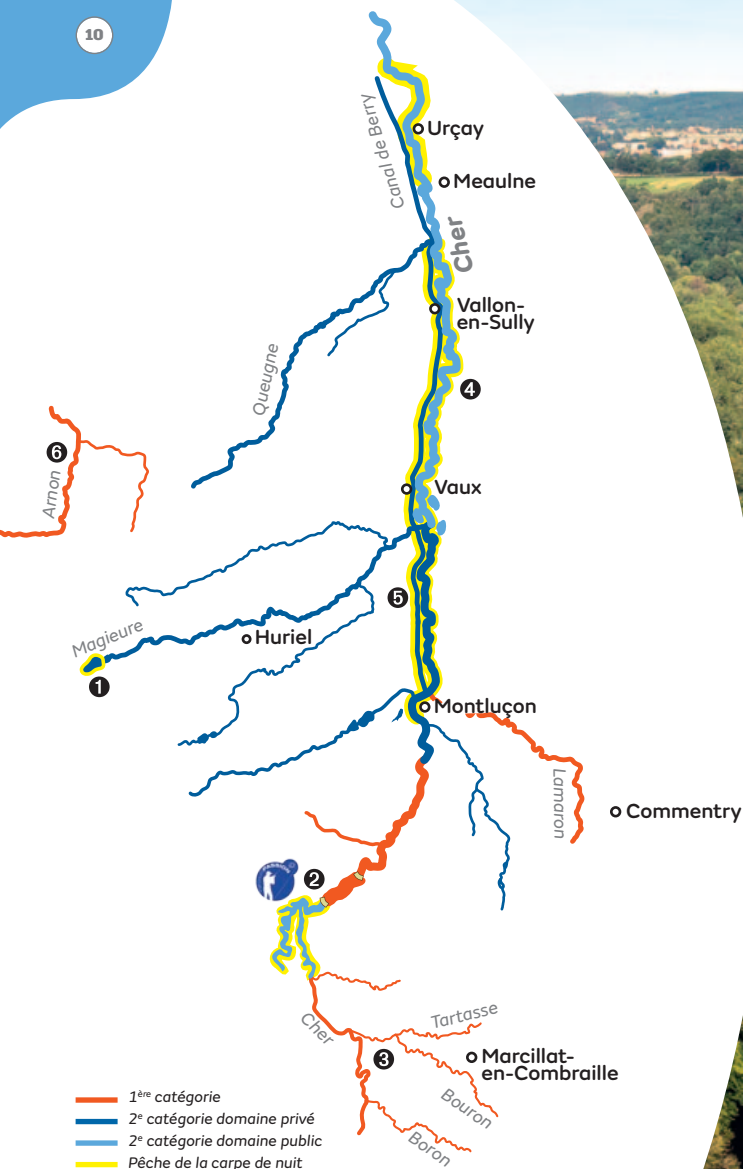 10
Canal de Berry
Urçay
Meaulne
Cher
Vallon-
en-Sully
Queugne
4
6
Arnon
Vaux
5
Magieure
Huriel
1
Montluçon
Lamaron
Commentry
PASSION
2
Cher
Tartasse
3
Marcillat-
en-Combraille
Bouron
Boron
1ère catégorie
2e catégorie domaine privé
2e catégorie domaine public
Pêche de la carpe de nuit